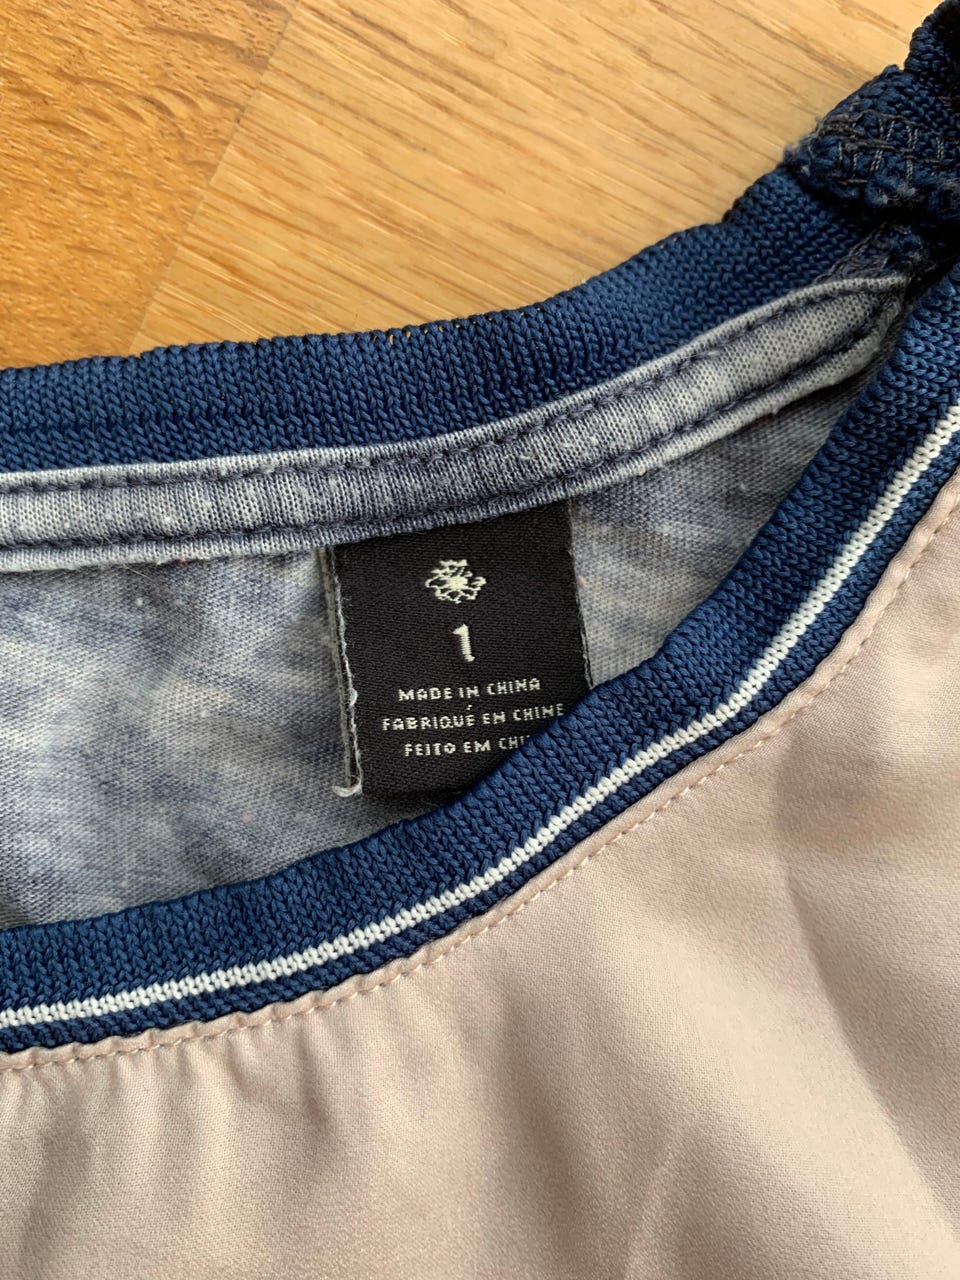 1
MADE IN CHINA
FABRIQUÉ EN CHINE
FEITO EM